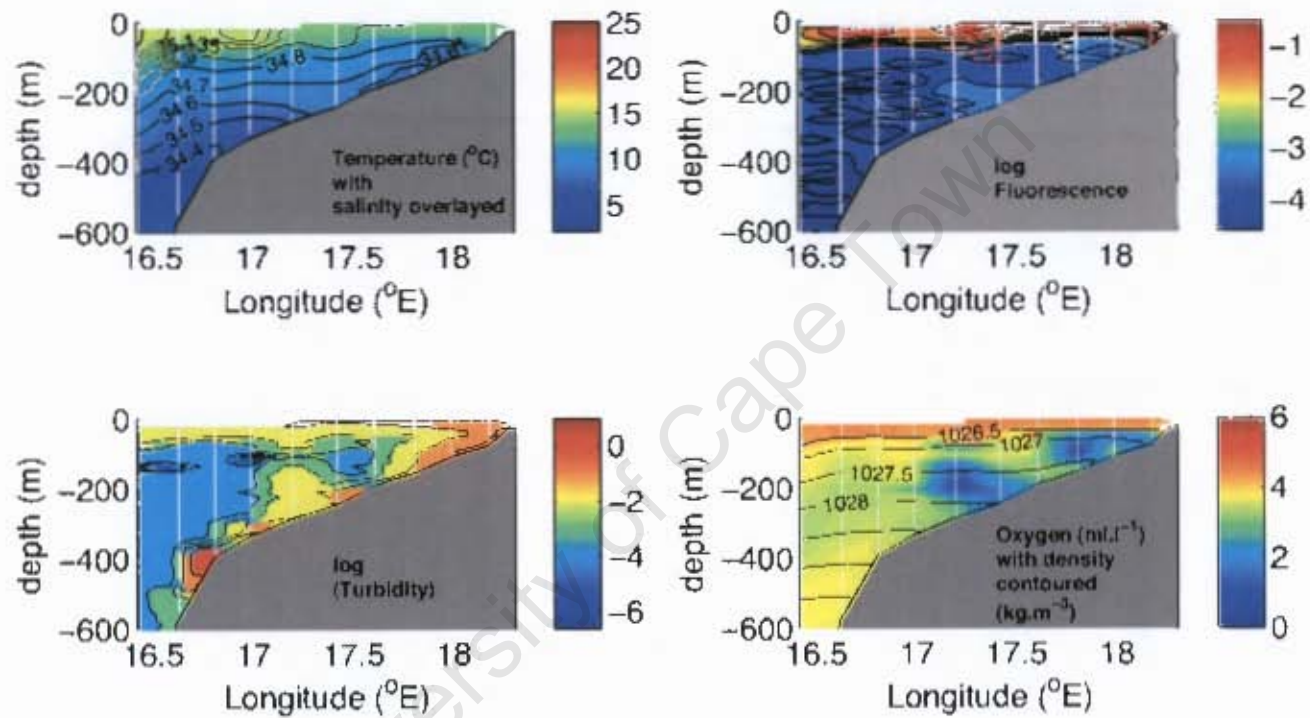 0
-200
-400
-600
depth (m)
16.5 17 17.5 18
Longitude (°E)
34.8
34.7
34.6
34.5
34.4
Temperature (°C)
with
salinity overlayed
25
20
15
10
5
0
-200
-400
-600
depth (m)
16.5 17 17.5 18
Longitude (°E)
log
Fluorescence
-1
-2
-3
-4
0
-200
-400
-600
depth (m)
16.5 17 17.5 18
Longitude (°E)
log
(Turbidity)
0
-2
-4
-6
0
-200
-400
-600
depth (m)
16.5 17 17.5 18
Longitude (°E)
1026.5
1027
1027.5
1028
Oxygen (ml.l⁻¹)
with density
contoured
(kg.m⁻³)
6
4
2
0
versity of Cape Town